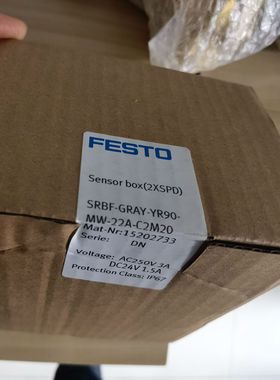 FESTO
Sensor box(2XSPD)
SRBF-GRAY-YR90-
MW-22A-C2M20
Mat-Nr:15202733
Serie: DN
Voltage: AC250V 3A
DC24V 1.5A
Protection Class: IP67